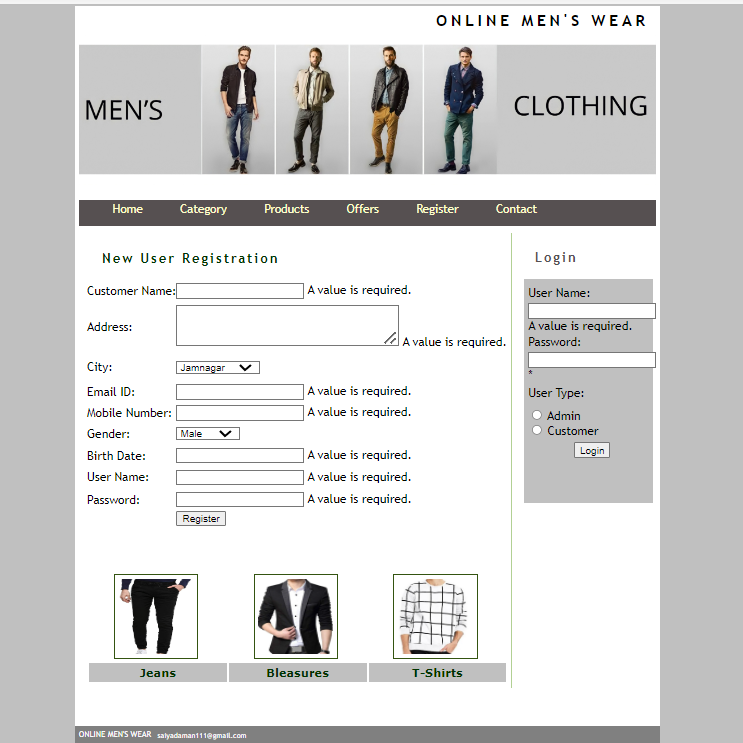 ONLINE MEN'S WEAR
MEN'S CLOTHING
Home Category Products Offers Register Contact
New User Registration
Customer Name: A value is required.
Address: A value is required.
City: Jamnagar
Email ID: A value is required.
Mobile Number: A value is required.
Gender: Male
Birth Date: A value is required.
User Name: A value is required.
Password: A value is required.
Register
Login
User Name:
A value is required.
Password:
*
User Type:
Admin
Customer
Login
Jeans Bleasures T-Shirts
ONLINE MEN'S WEAR saiyadaman111@gmail.com